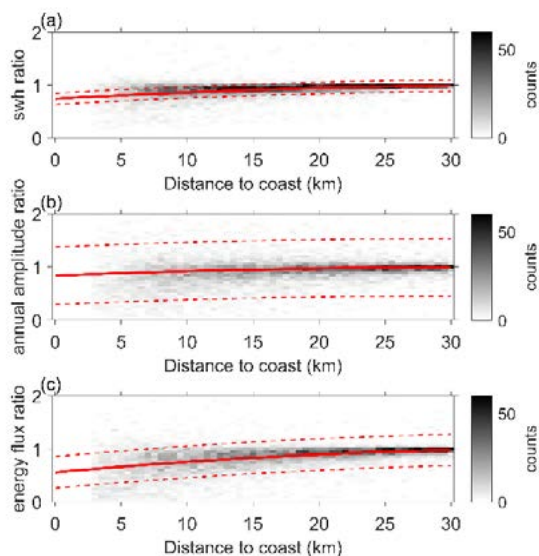 (a)
2
1
0
swh ratio
0 5 10 15 20 25 30
Distance to coast (km)
50
0
counts
(b)
2
1
0
annual amplitude ratio
0 5 10 15 20 25 30
Distance to coast (km)
50
0
counts
(c)
2
1
0
energy flux ratio
0 5 10 15 20 25 30
Distance to coast (km)
50
0
counts